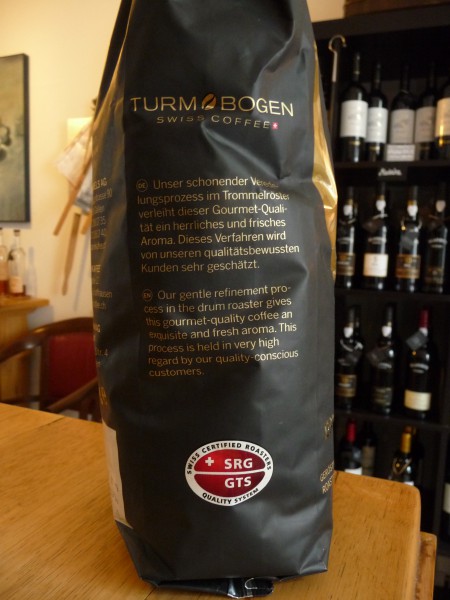 TURM BOGEN
SWISS COFFEE
DE Unser schonender
lungsprozess im Trommelröster
verleiht dieser Gourmet-Quali-
tät ein herrliches und frisches
Aroma. Dieses Verfahren wird
von unseren qualitätsbewussten
Kunden sehr geschätzt.
EN Our gentle refinement pro-
cess in the drum roaster gives
this gourmet-quality coffee an
exquisite and fresh aroma. This
process is held in very high
regard by our quality-conscious
customers.
SWISS CERTIFIED ROASTERS
SRG
GTS
QUALITY SYSTEM